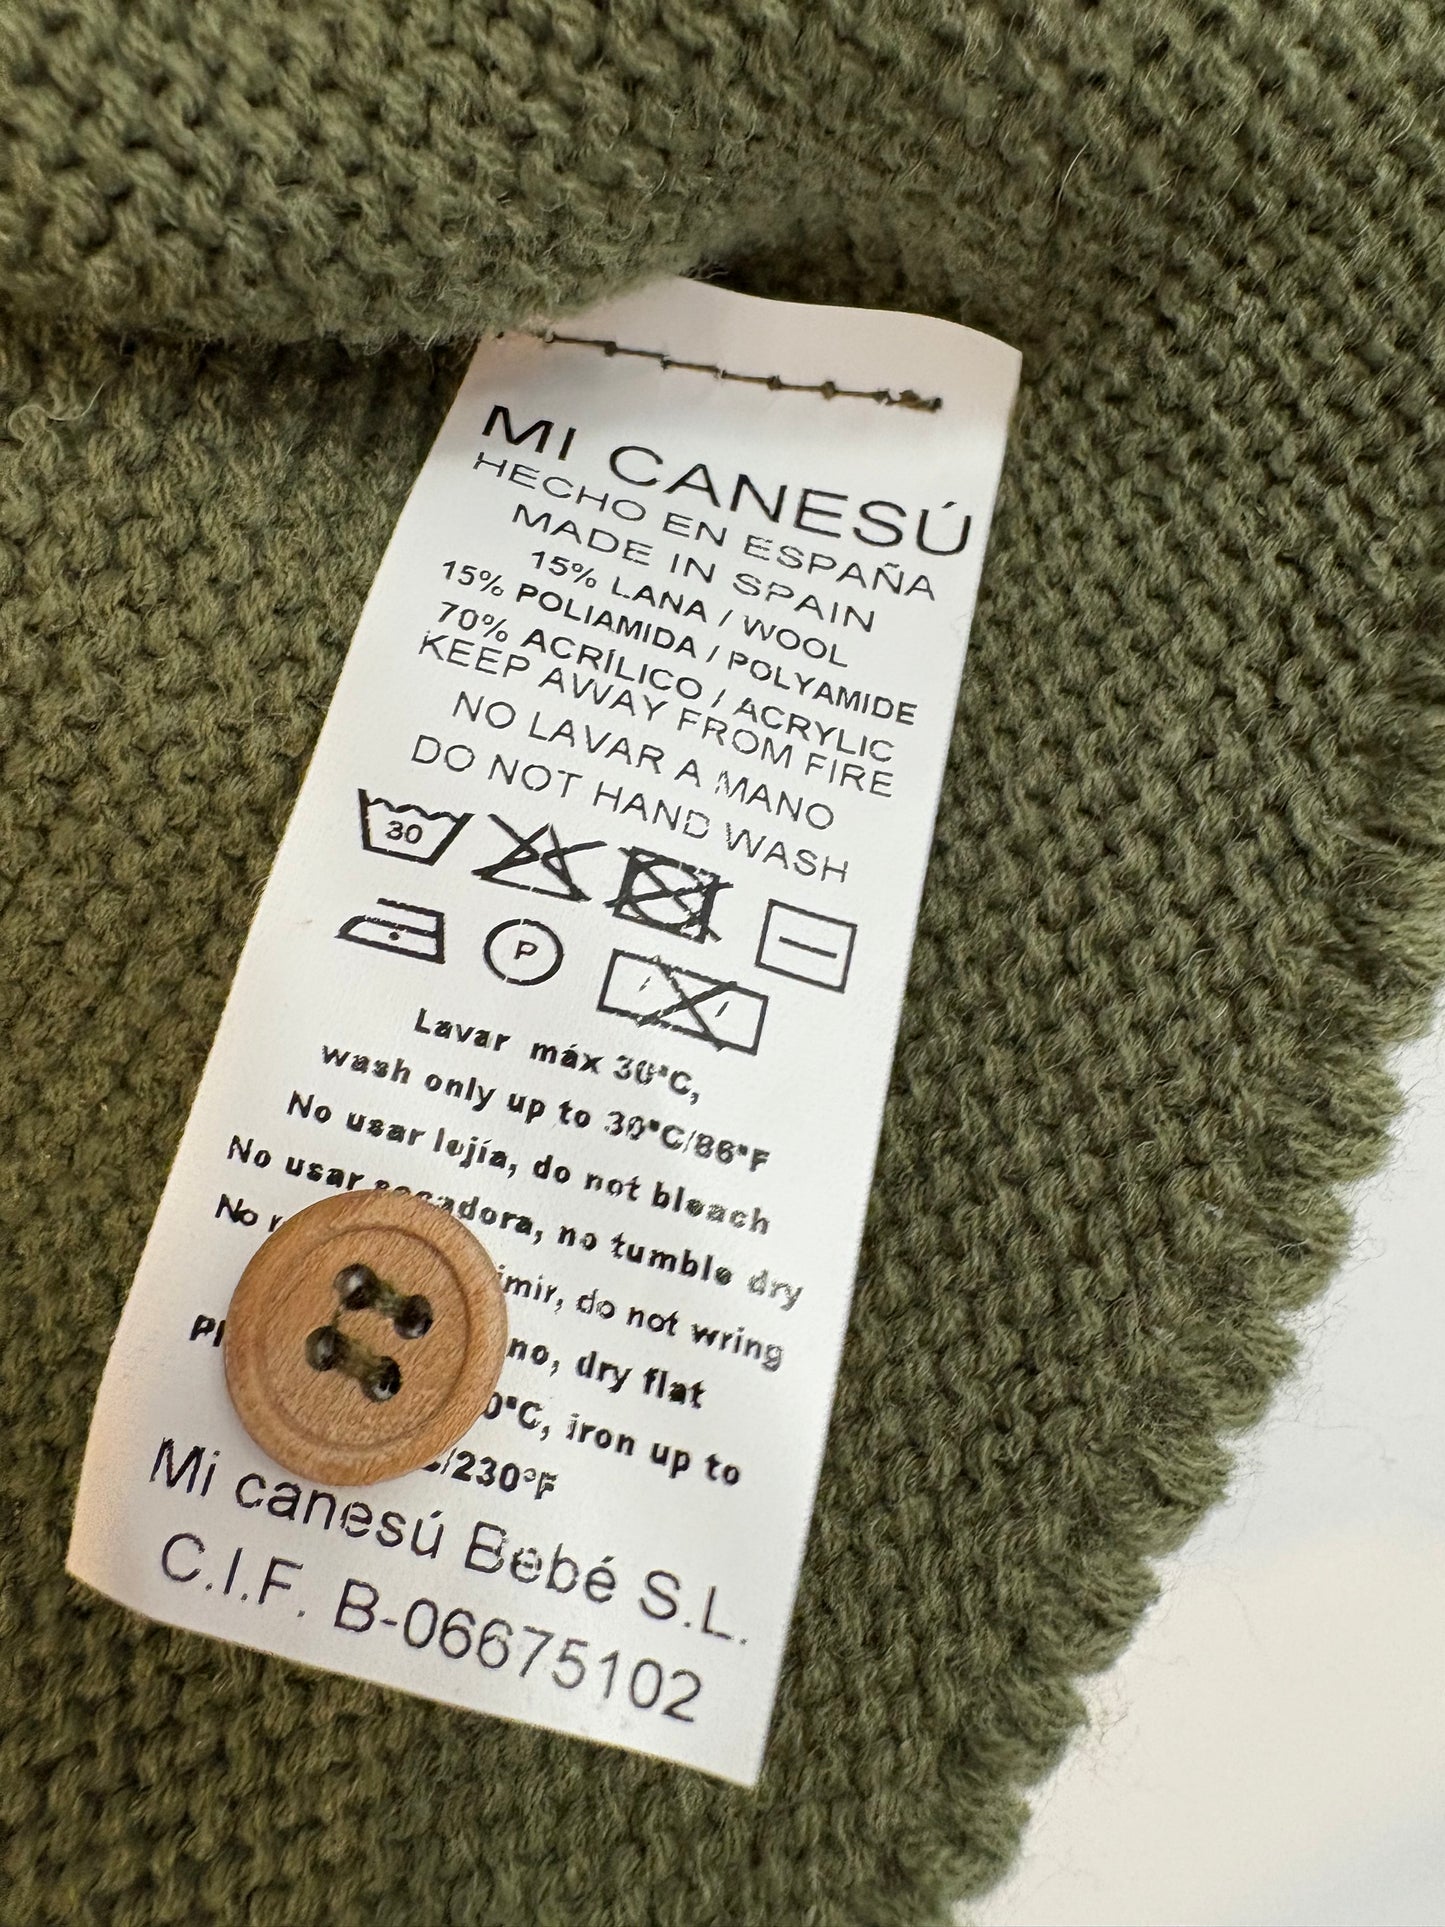 MI CANESÚ
HECHO EN ESPAÑA
MADE IN SPAIN
15% LANA / WOOL
15% POLIAMIDA / POLYAMIDE
70% ACRÍLICO / ACRYLIC
KEEP AWAY FROM FIRE
NO LAVAR A MANO
DO NOT HAND WASH
30
P
Lavar máx 30°C,
wash only up to 30°C/86°F
No usar lejía, do not bleach
No usar secadora, no tumble dry
No do not wring
dry flat
iron up to
/230°F
Mi canesú Bebé S.L.
C.I.F. B-06675102